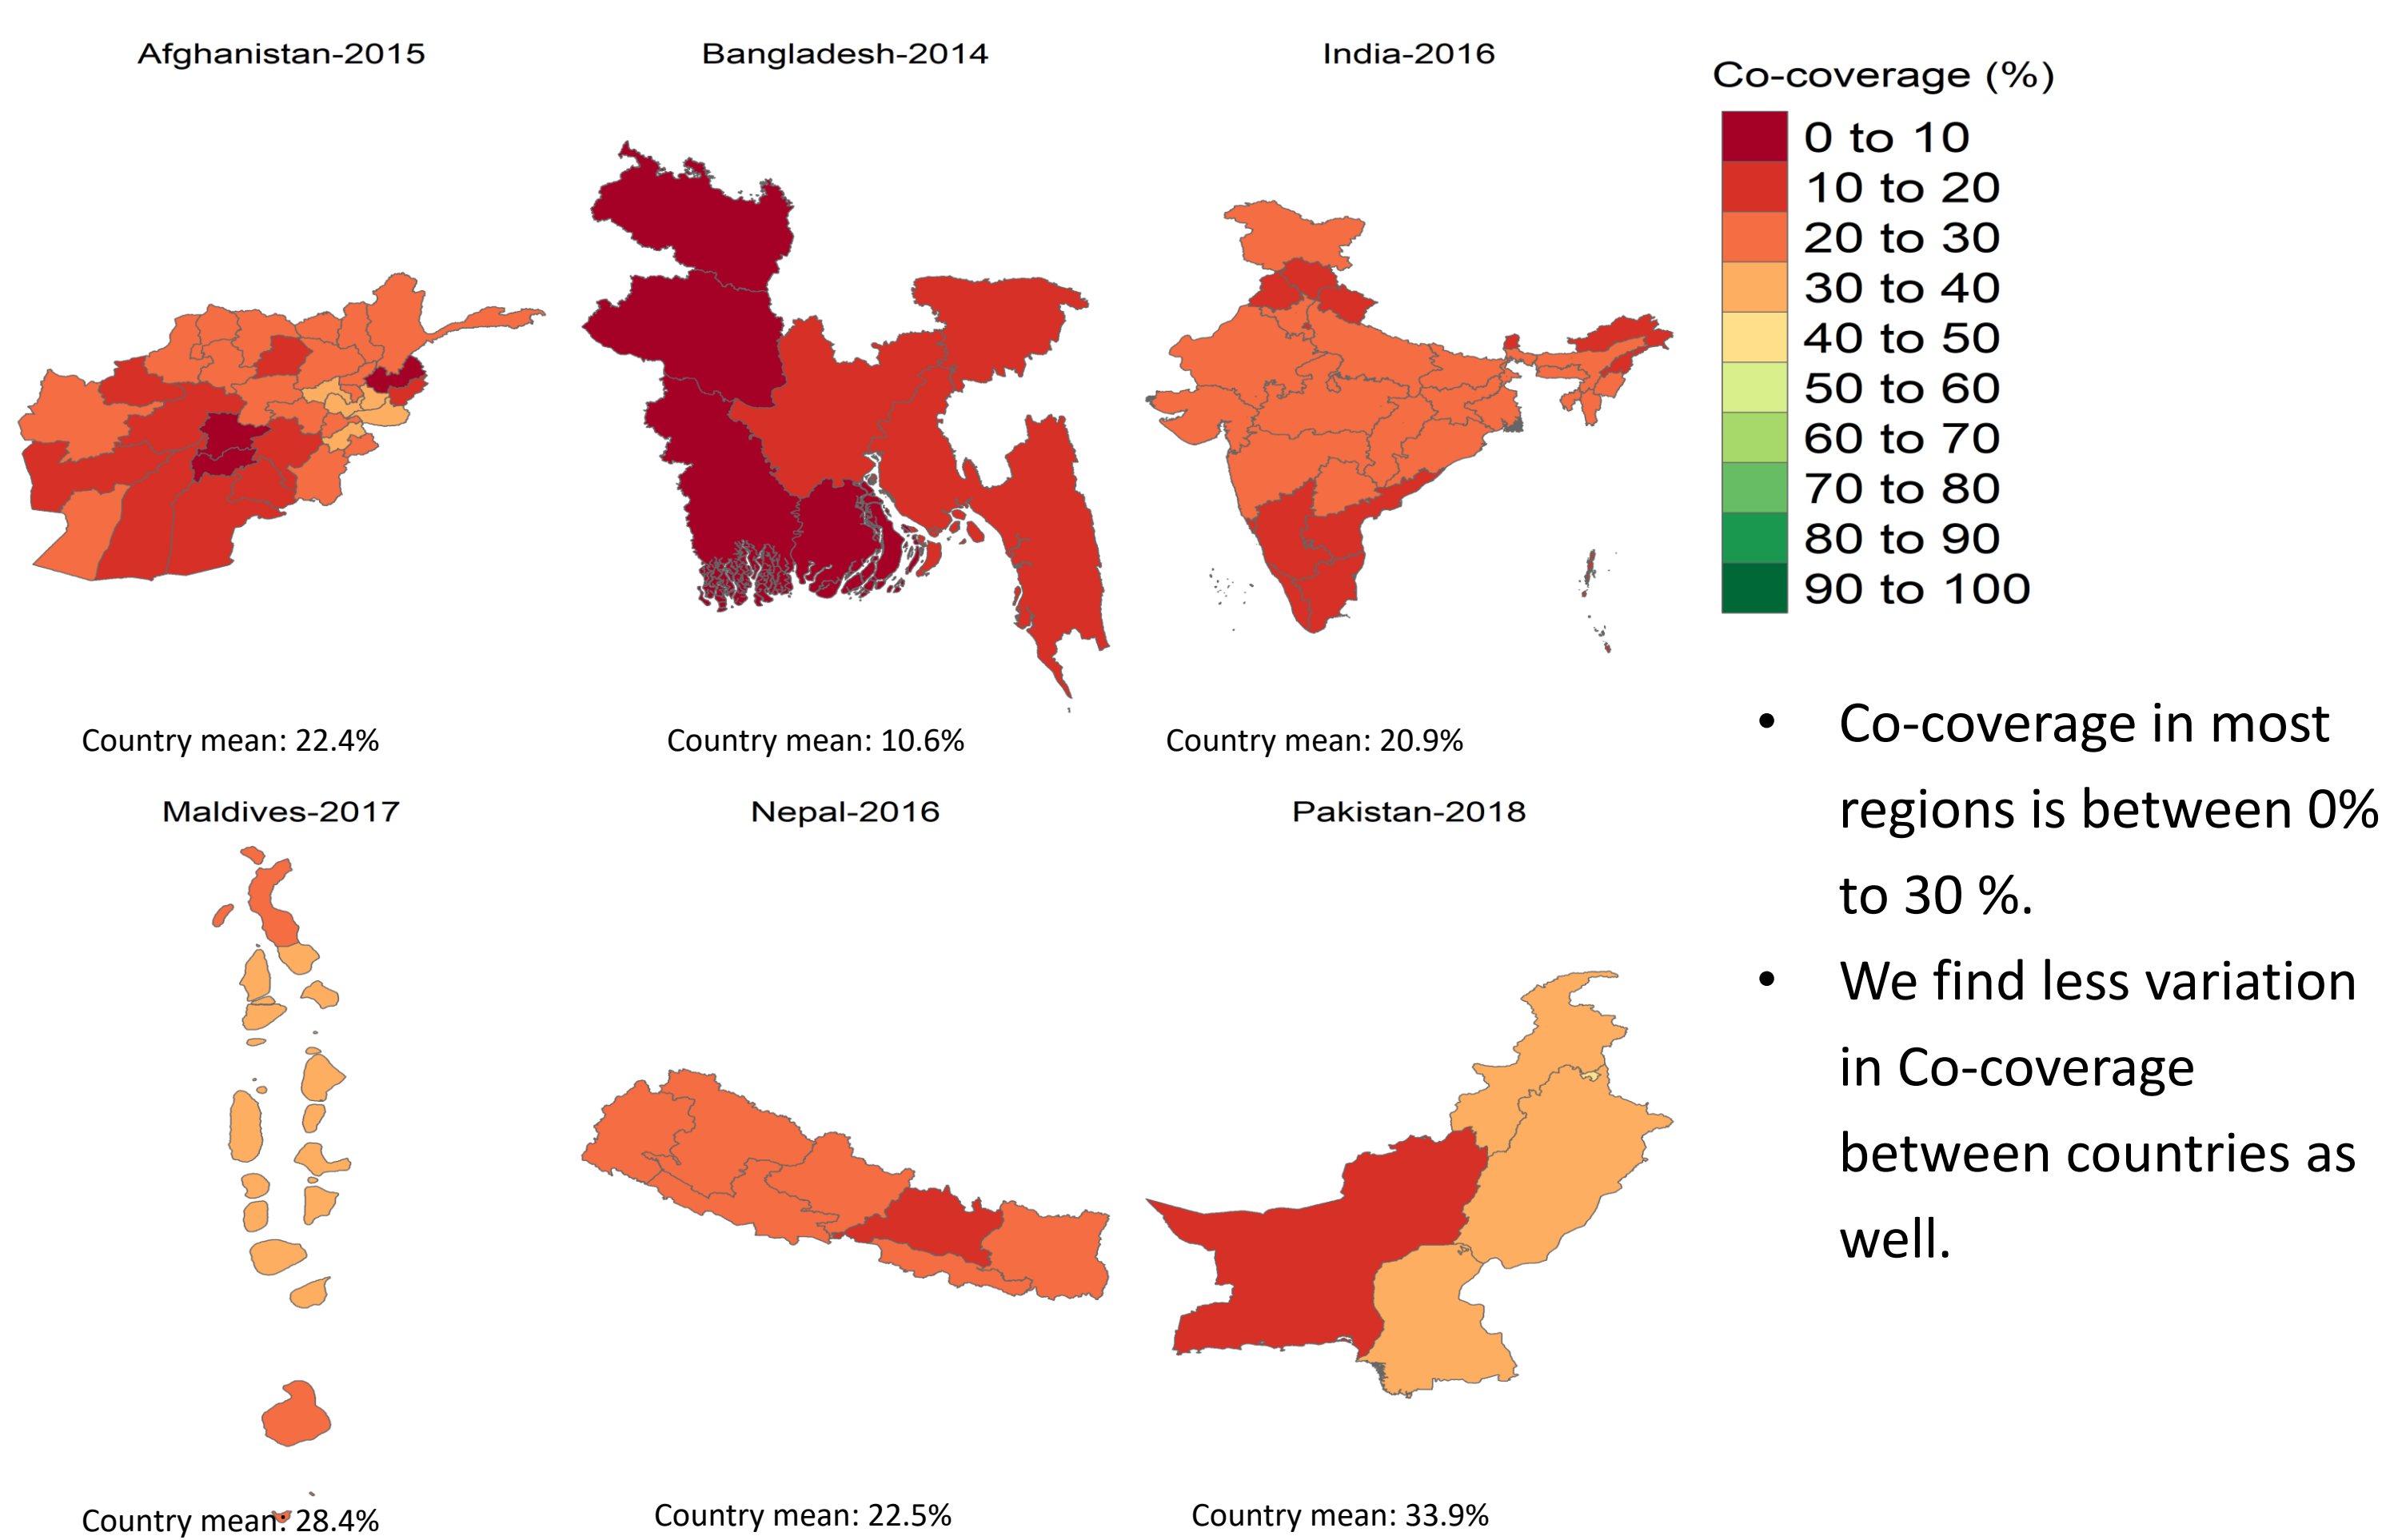 Afghanistan-2015
Bangladesh-2014
India-2016
Co-coverage (%)
0 to 10
10 to 20
20 to 30
30 to 40
40 to 50
50 to 60
60 to 70
70 to 80
80 to 90
90 to 100
Country mean: 22.4%
Country mean: 10.6%
Country mean: 20.9%
Maldives-2017
Nepal-2016
Pakistan-2018
Country mean: 28.4%
Country mean: 22.5%
Country mean: 33.9%
• Co-coverage in most
regions is between 0%
to 30 %.
• We find less variation
in Co-coverage
between countries as
well.